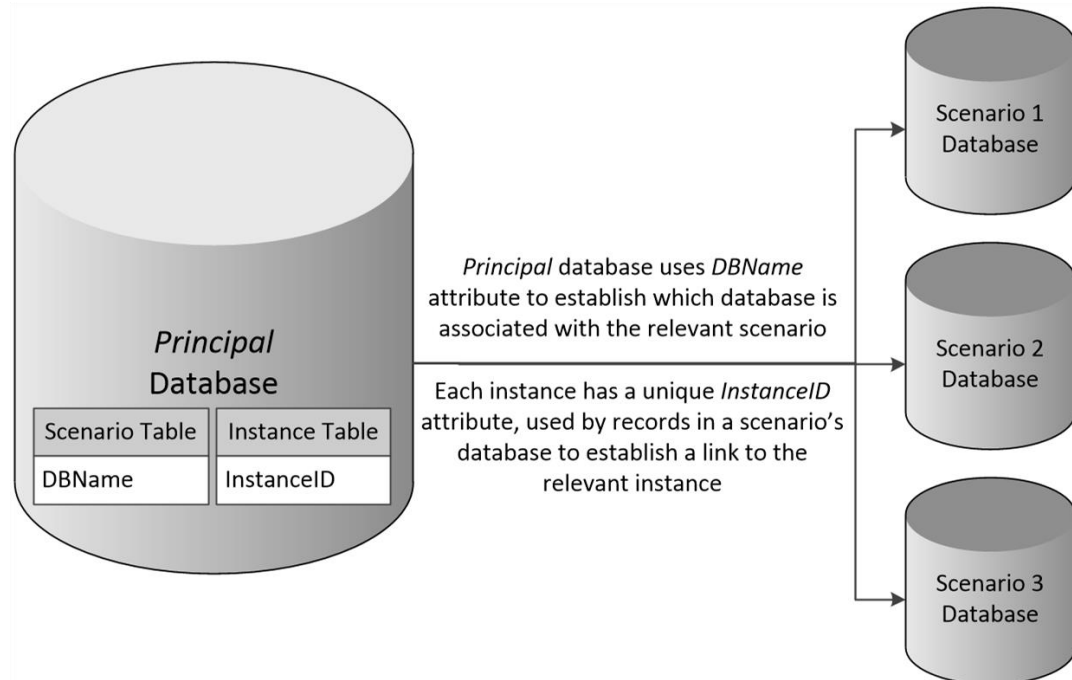 Principal
Database
Scenario Table
Instance Table
DBName
InstanceID
Principal database uses DBName
attribute to establish which database is
associated with the relevant scenario
Each instance has a unique InstanceID
attribute, used by records in a scenario’s
database to establish a link to the
relevant instance
Scenario 1
Database
Scenario 2
Database
Scenario 3
Database